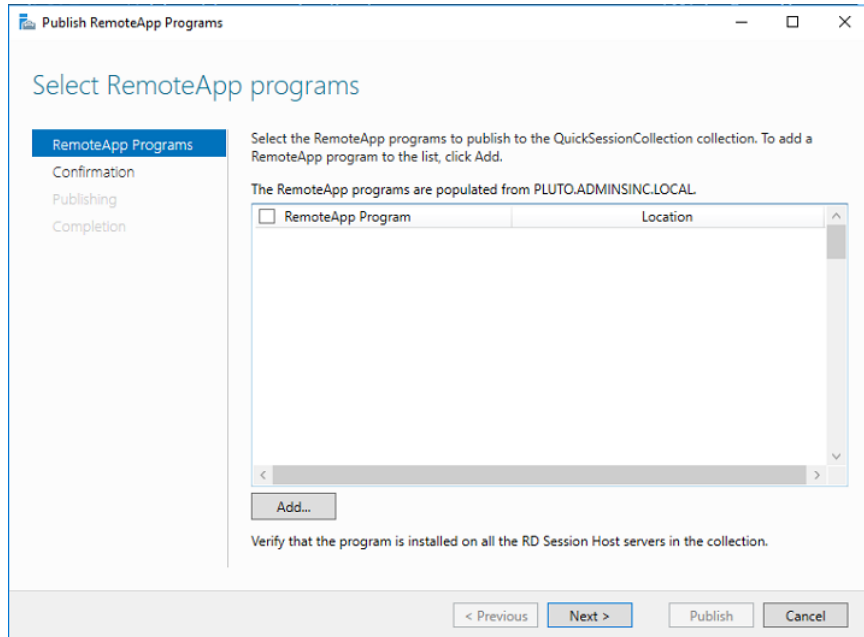 Publish RemoteApp Programs
Select RemoteApp programs
RemoteApp Programs
Confirmation
Publishing
Completion
Select the RemoteApp programs to publish to the QuickSessionCollection collection. To add a
RemoteApp program to the list, click Add.
The RemoteApp programs are populated from PLUTO.ADMINSINC.LOCAL.
RemoteApp Program
Location
Add...
Verify that the program is installed on all the RD Session Host servers in the collection.
< Previous
Next >
Publish
Cancel